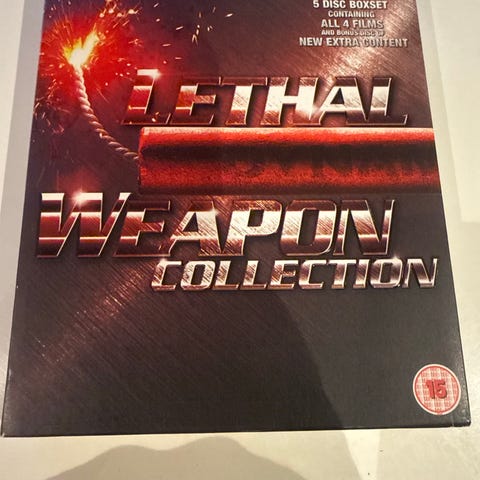 5 DISC BOXSET
CONTAINING
ALL 4 FILMS
AND BONUS DISC OF
NEW EXTRA CONTENT
LETHAL
WEAPON
COLLECTION
15